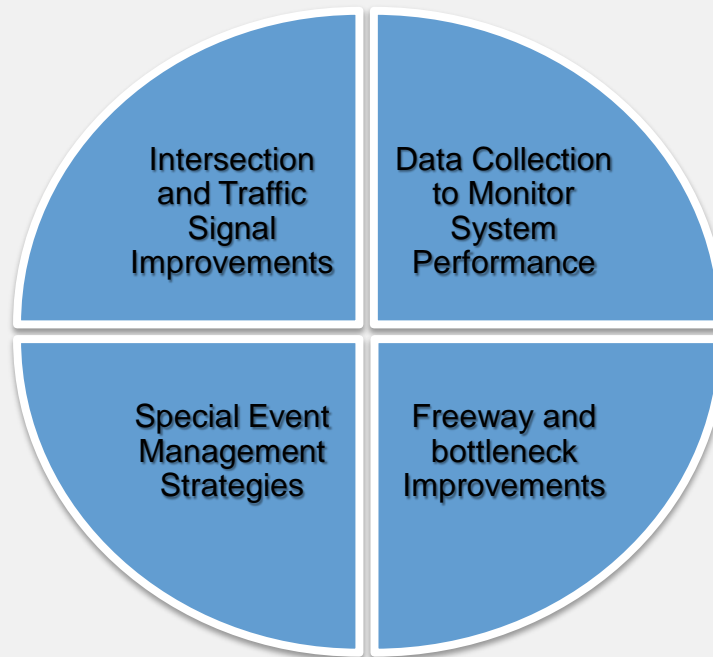 Intersection
and Traffic
Signal
Improvements
Data Collection
to Monitor
System
Performance
Special Event
Management
Strategies
Freeway and
bottleneck
Improvements